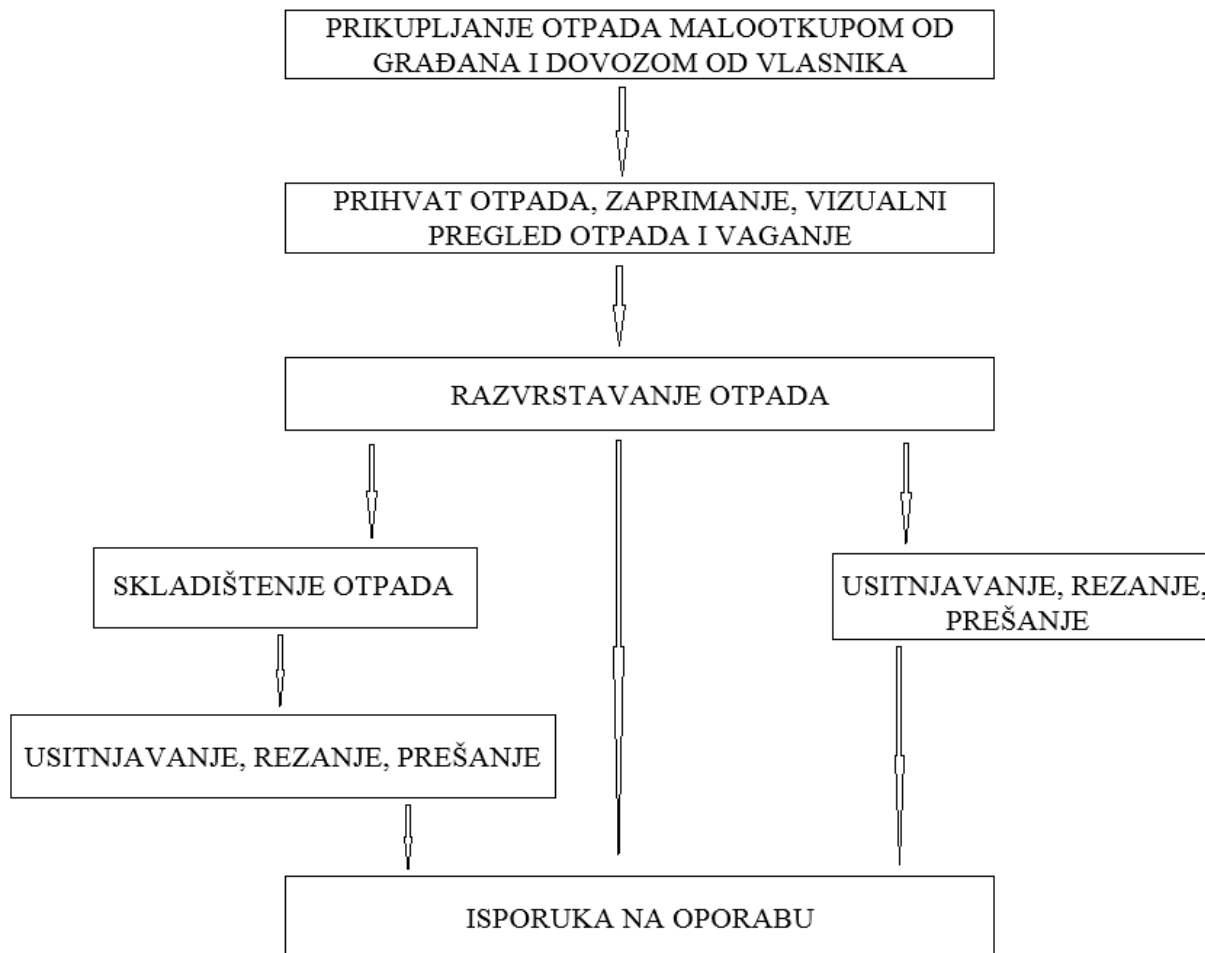 PRIKUPLJANJE OTPADA MALOOTKUPOM OD
GRAĐANA I DOVOZOM OD VLASNIKA
PRIHVAT OTPADA, ZAPRIMANJE, VIZUALNI
PREGLED OTPADA I VAGANJE
RAZVRSTAVANJE OTPADA
SKLADIŠTENJE OTPADA
USITNJAVANJE, REZANJE,
PREŠANJE
USITNJAVANJE, REZANJE, PREŠANJE
ISPORUKA NA OPORABU